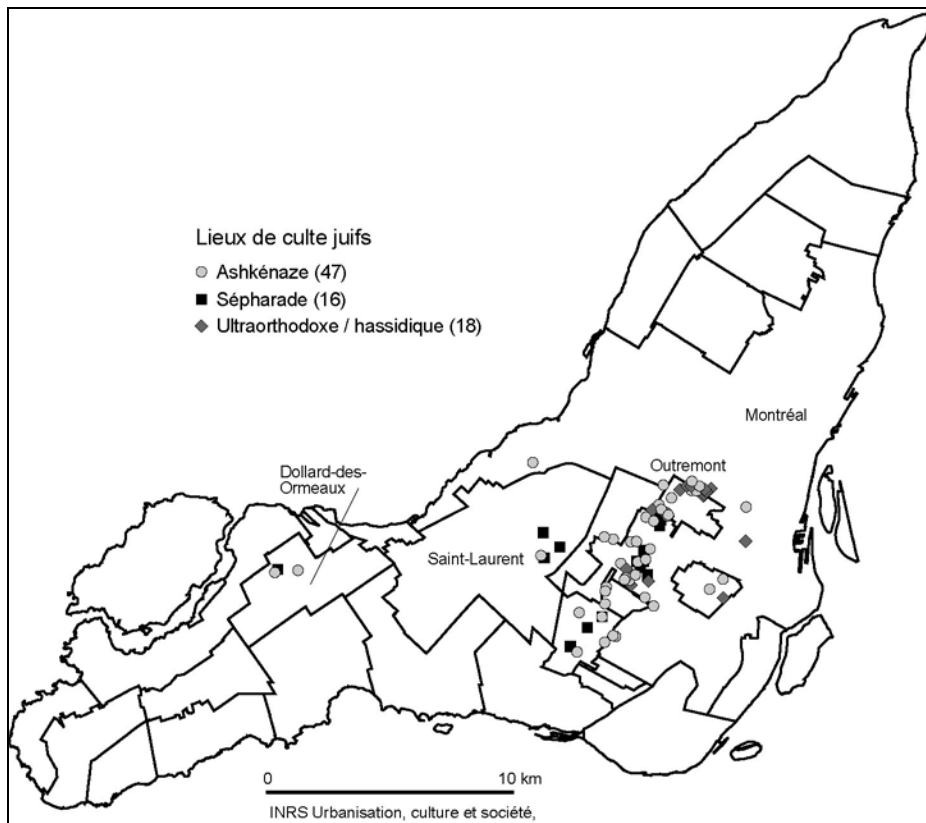 Lieux de culte juifs
Ashkénaze (47)
Sépharade (16)
Ultraorthodoxe / hassidique (18)
Montréal
Outremont
Dollard-des-
Ormeaux
Saint-Laurent
0 10 km
INRS Urbanisation, culture et société,